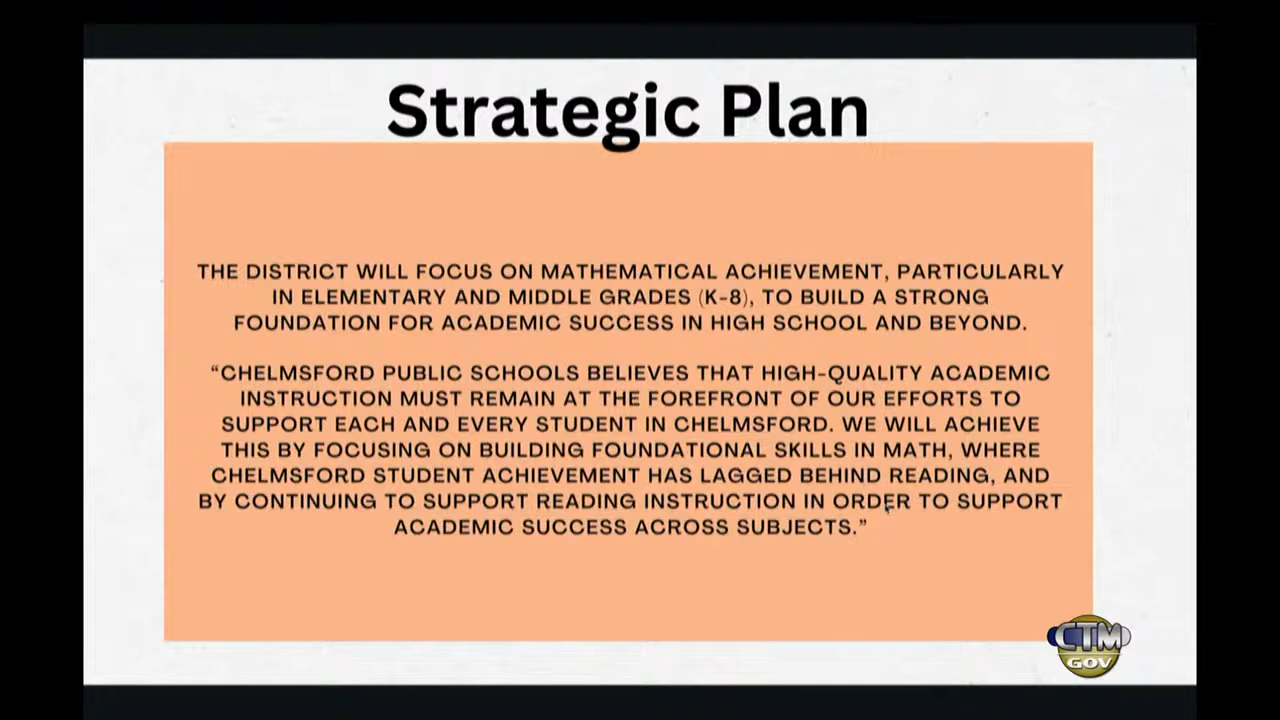 Strategic Plan
THE DISTRICT WILL FOCUS ON MATHEMATICAL ACHIEVEMENT, PARTICULARLY
IN ELEMENTARY AND MIDDLE GRADES (K-8), TO BUILD A STRONG
FOUNDATION FOR ACADEMIC SUCCESS IN HIGH SCHOOL AND BEYOND.
“CHELMSFORD PUBLIC SCHOOLS BELIEVES THAT HIGH-QUALITY ACADEMIC
INSTRUCTION MUST REMAIN AT THE FOREFRONT OF OUR EFFORTS TO
SUPPORT EACH AND EVERY STUDENT IN CHELMSFORD. WE WILL ACHIEVE
THIS BY FOCUSING ON BUILDING FOUNDATIONAL SKILLS IN MATH, WHERE
CHELMSFORD STUDENT ACHIEVEMENT HAS LAGGED BEHIND READING, AND
BY CONTINUING TO SUPPORT READING INSTRUCTION IN ORDER TO SUPPORT
ACADEMIC SUCCESS ACROSS SUBJECTS.”
CTM
GOV